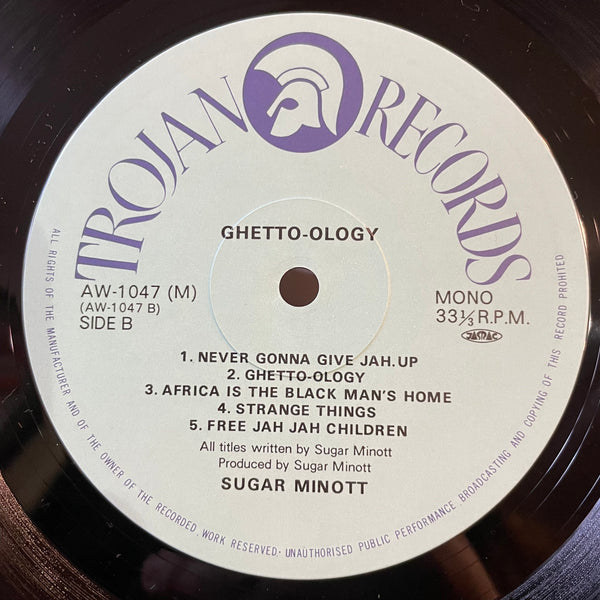 TROJAN RECORDS
GHETTO-OLOGY
AW-1047 (M)
(AW-1047 B)
SIDE B
MONO
33⅓ R.P.M.
JASRAC
1. NEVER GONNA GIVE JAH.UP
2. GHETTO-OLOGY
3. AFRICA IS THE BLACK MAN'S HOME
4. STRANGE THINGS
5. FREE JAH JAH CHILDREN
All titles written by Sugar Minott
Produced by Sugar Minott
SUGAR MINOTT
ALL RIGHTS OF THE MANUFACTURER AND OF THE OWNER OF THE RECORDED WORK RESERVED· UNAUTHORISED PUBLIC PERFORMANCE BROADCASTING AND COPYING OF THIS RECORD PROHIBITED